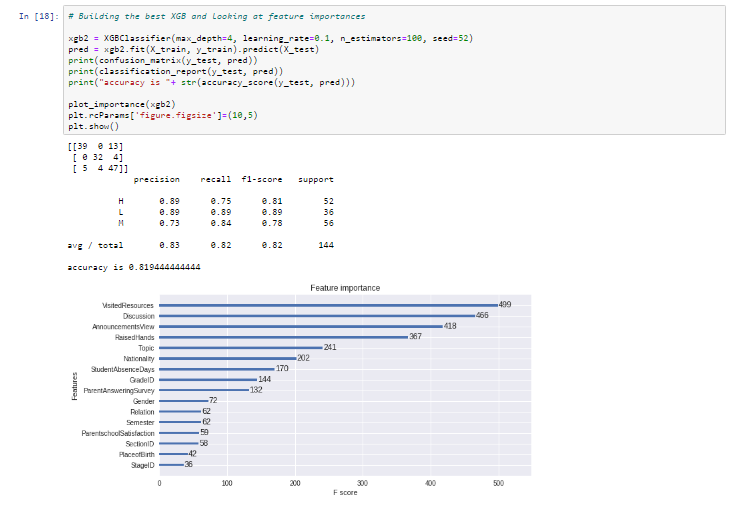 In [18]: # Building the best XGB and Looking at feature importances
xgb2 = XGBClassifier(max_depth=4, learning_rate=0.1, n_estimators=100, seed=52)
pred = xgb2.fit(X_train, y_train).predict(X_test)
print(confusion_matrix(y_test, pred))
print(classification_report(y_test, pred))
print("accuracy is "+ str(accuracy_score(y_test, pred)))
plot_importance(xgb2)
plt.rcParams['figure.figsize']=(10,5)
plt.show()
[[39 0 13]
[ 0 32 4]
[ 5 4 47]]
precision recall f1-score support
H 0.89 0.75 0.81 52
L 0.89 0.89 0.89 36
M 0.73 0.84 0.78 56
avg / total 0.83 0.82 0.82 144
accuracy is 0.819444444444
Feature importance
VisitedResources 499
Discussion 466
AnnouncementsView 418
RaisedHands 367
Topic 241
Nationality 202
StudentAbsenceDays 170
GradeID 144
ParentAnsweringSurvey 132
Gender 72
Relation 62
Semester 62
ParentschoolSatisfaction 59
SectionID 58
PlaceofBirth 42
StageID 36
Features
0 100 200 300 400 500
F score